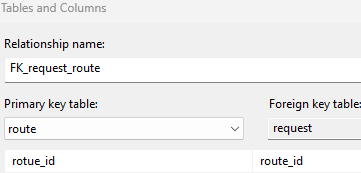 Tables and Columns
Relationship name:
FK_request_route
Primary key table: Foreign key table:
route request
rotue_id route_id